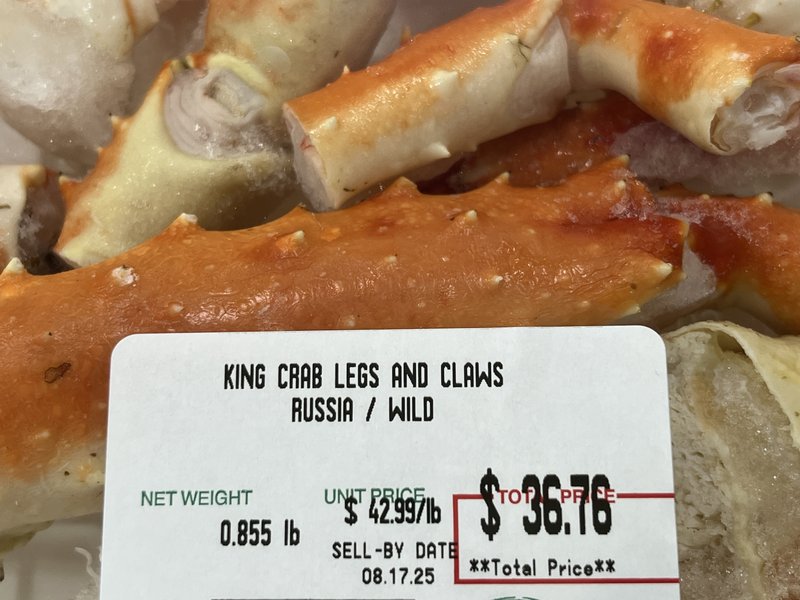 KING CRAB LEGS AND CLAWS
RUSSIA / WILD
NET WEIGHT UNIT PRICE TOTAL PRICE
0.855 lb $ 42.99/lb $ 36.76
SELL-BY DATE
08.17.25 **Total Price**